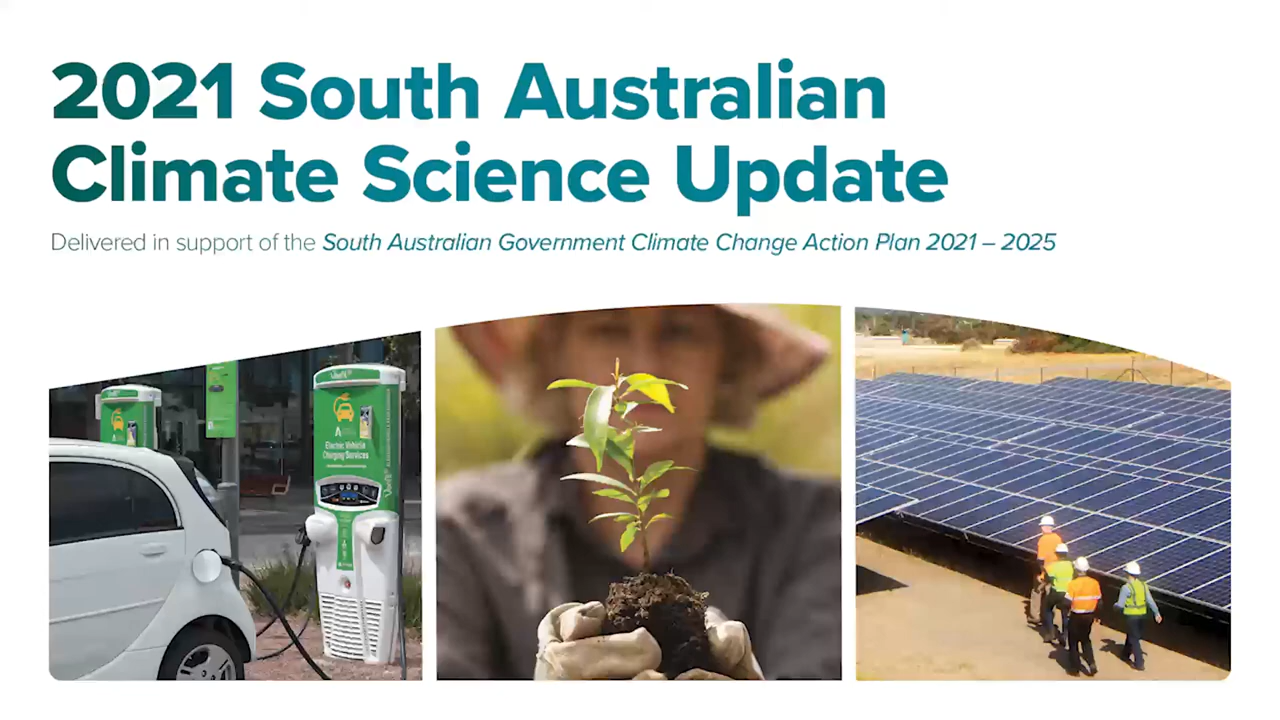 2021 South Australian
Climate Science Update
Delivered in support of the South Australian Government Climate Change Action Plan 2021 – 2025
Electric Vehicle
Charging Services